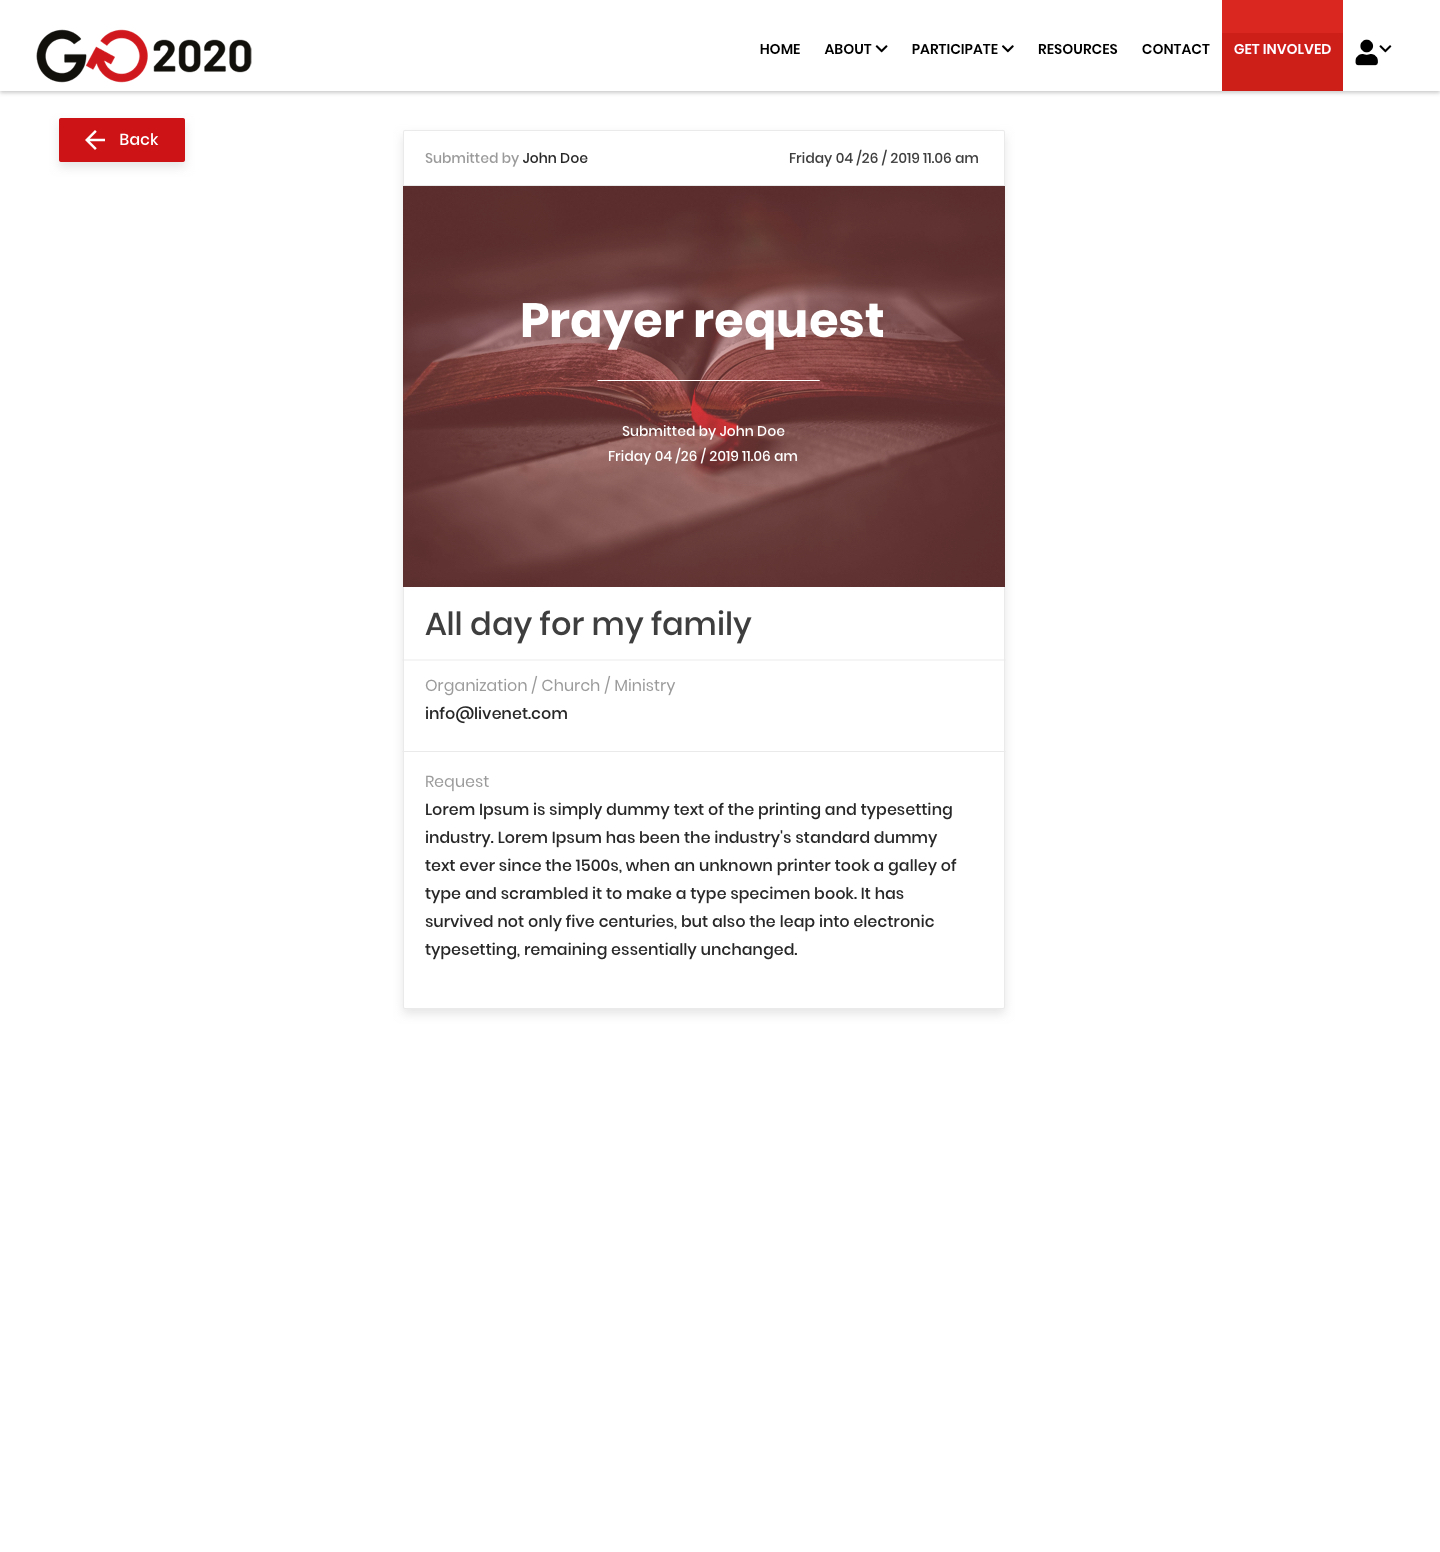 GO2020
HOME ABOUT PARTICIPATE RESOURCES CONTACT GET INVOLVED
Back
Submitted by John Doe Friday 04 /26 / 2019 11.06 am
Prayer request
Submitted by John Doe
Friday 04 /26 / 2019 11.06 am
All day for my family
Organization / Church / Ministry
info@livenet.com
Request
Lorem Ipsum is simply dummy text of the printing and typesetting
industry. Lorem Ipsum has been the industry's standard dummy
text ever since the 1500s, when an unknown printer took a galley of
type and scrambled it to make a type specimen book. It has
survived not only five centuries, but also the leap into electronic
typesetting, remaining essentially unchanged.